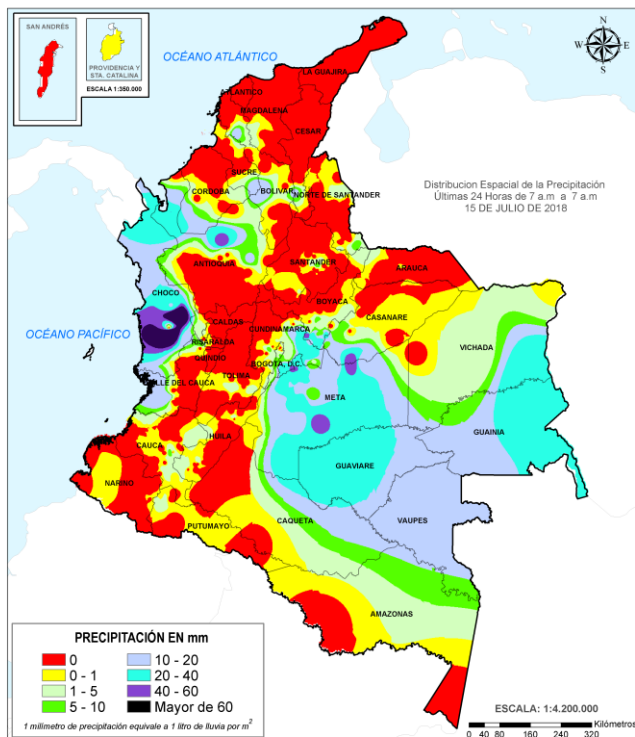 SAN ANDRÉS
PROVIDENCIA Y
STA. CATALINA
ESCALA 1:350.000
OCÉANO ATLÁNTICO
N
W
E
S
LA GUAJIRA
ATLANTICO
MAGDALENA
CESAR
SUCRE
CORDOBA
BOLIVAR
NORTE DE SANTANDER
Distribucion Espacial de la Precipitación
Últimas 24 Horas de 7 a.m a 7 a.m
15 DE JULIO DE 2018
ANTIOQUIA
SANTANDER
ARAUCA
CHOCO
BOYACA
CASANARE
OCÉANO PACÍFICO
CALDAS
CUNDINAMARCA
RISARALDA
VICHADA
QUINDIO
BOGOTA, D.C.
TOLIMA
VALLE DEL CAUCA
META
GUAINIA
CAUCA
HUILA
GUAVIARE
NARIÑO
CAQUETA
VAUPES
PUTUMAYO
AMAZONAS
PRECIPITACIÓN EN mm
0
10 - 20
0 - 1
20 - 40
1 - 5
40 - 60
5 - 10
Mayor de 60
1 milimetro de precipitación equivale a 1 litro de lluvia por m²
ESCALA: 1:4.200.000
Kilómetros
0 40 80 160 240 320